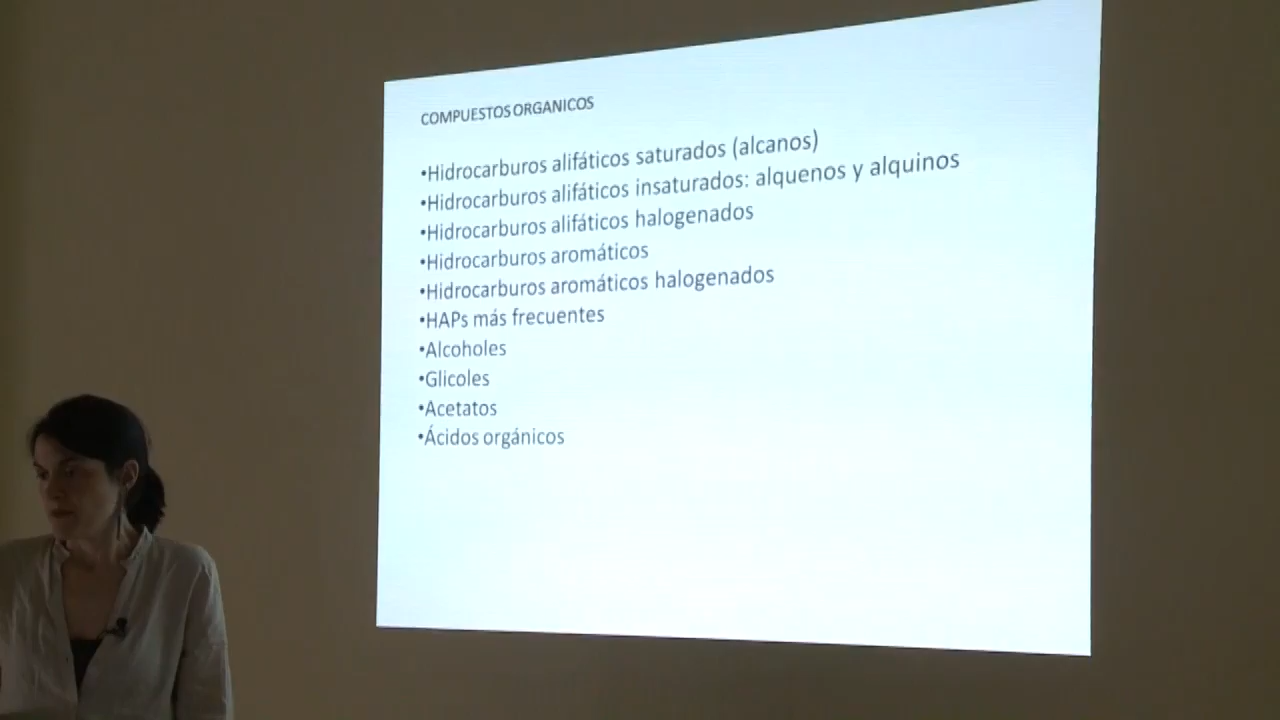 COMPUESTOS ORGANICOS
•Hidrocarburos alifáticos saturados (alcanos)
•Hidrocarburos alifáticos insaturados: alquenos y alquinos
•Hidrocarburos alifáticos halogenados
•Hidrocarburos aromáticos
•Hidrocarburos aromáticos halogenados
•HAPs más frecuentes
•Alcoholes
•Glicoles
•Acetatos
•Ácidos orgánicos